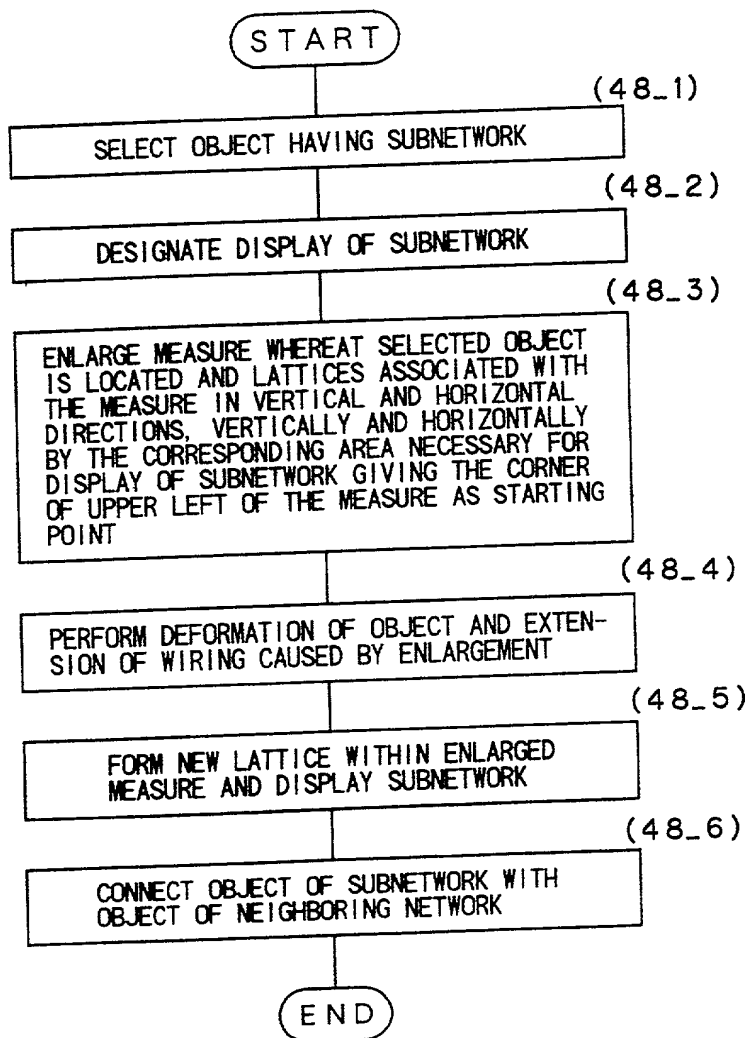 START
(48_1)
SELECT OBJECT HAVING SUBNETWORK
(48_2)
DESIGNATE DISPLAY OF SUBNETWORK
(48_3)
ENLARGE MEASURE WHEREAT SELECTED OBJECT
IS LOCATED AND LATTICES ASSOCIATED WITH
THE MEASURE IN VERTICAL AND HORIZONTAL
DIRECTIONS, VERTICALLY AND HORIZONTALLY
BY THE CORRESPONDING AREA NECESSARY FOR
DISPLAY OF SUBNETWORK GIVING THE CORNER
OF UPPER LEFT OF THE MEASURE AS STARTING
POINT
(48_4)
PERFORM DEFORMATION OF OBJECT AND EXTEN-
SION OF WIRING CAUSED BY ENLARGEMENT
(48_5)
FORM NEW LATTICE WITHIN ENLARGED
MEASURE AND DISPLAY SUBNETWORK
(48_6)
CONNECT OBJECT OF SUBNETWORK WITH
OBJECT OF NEIGHBORING NETWORK
END